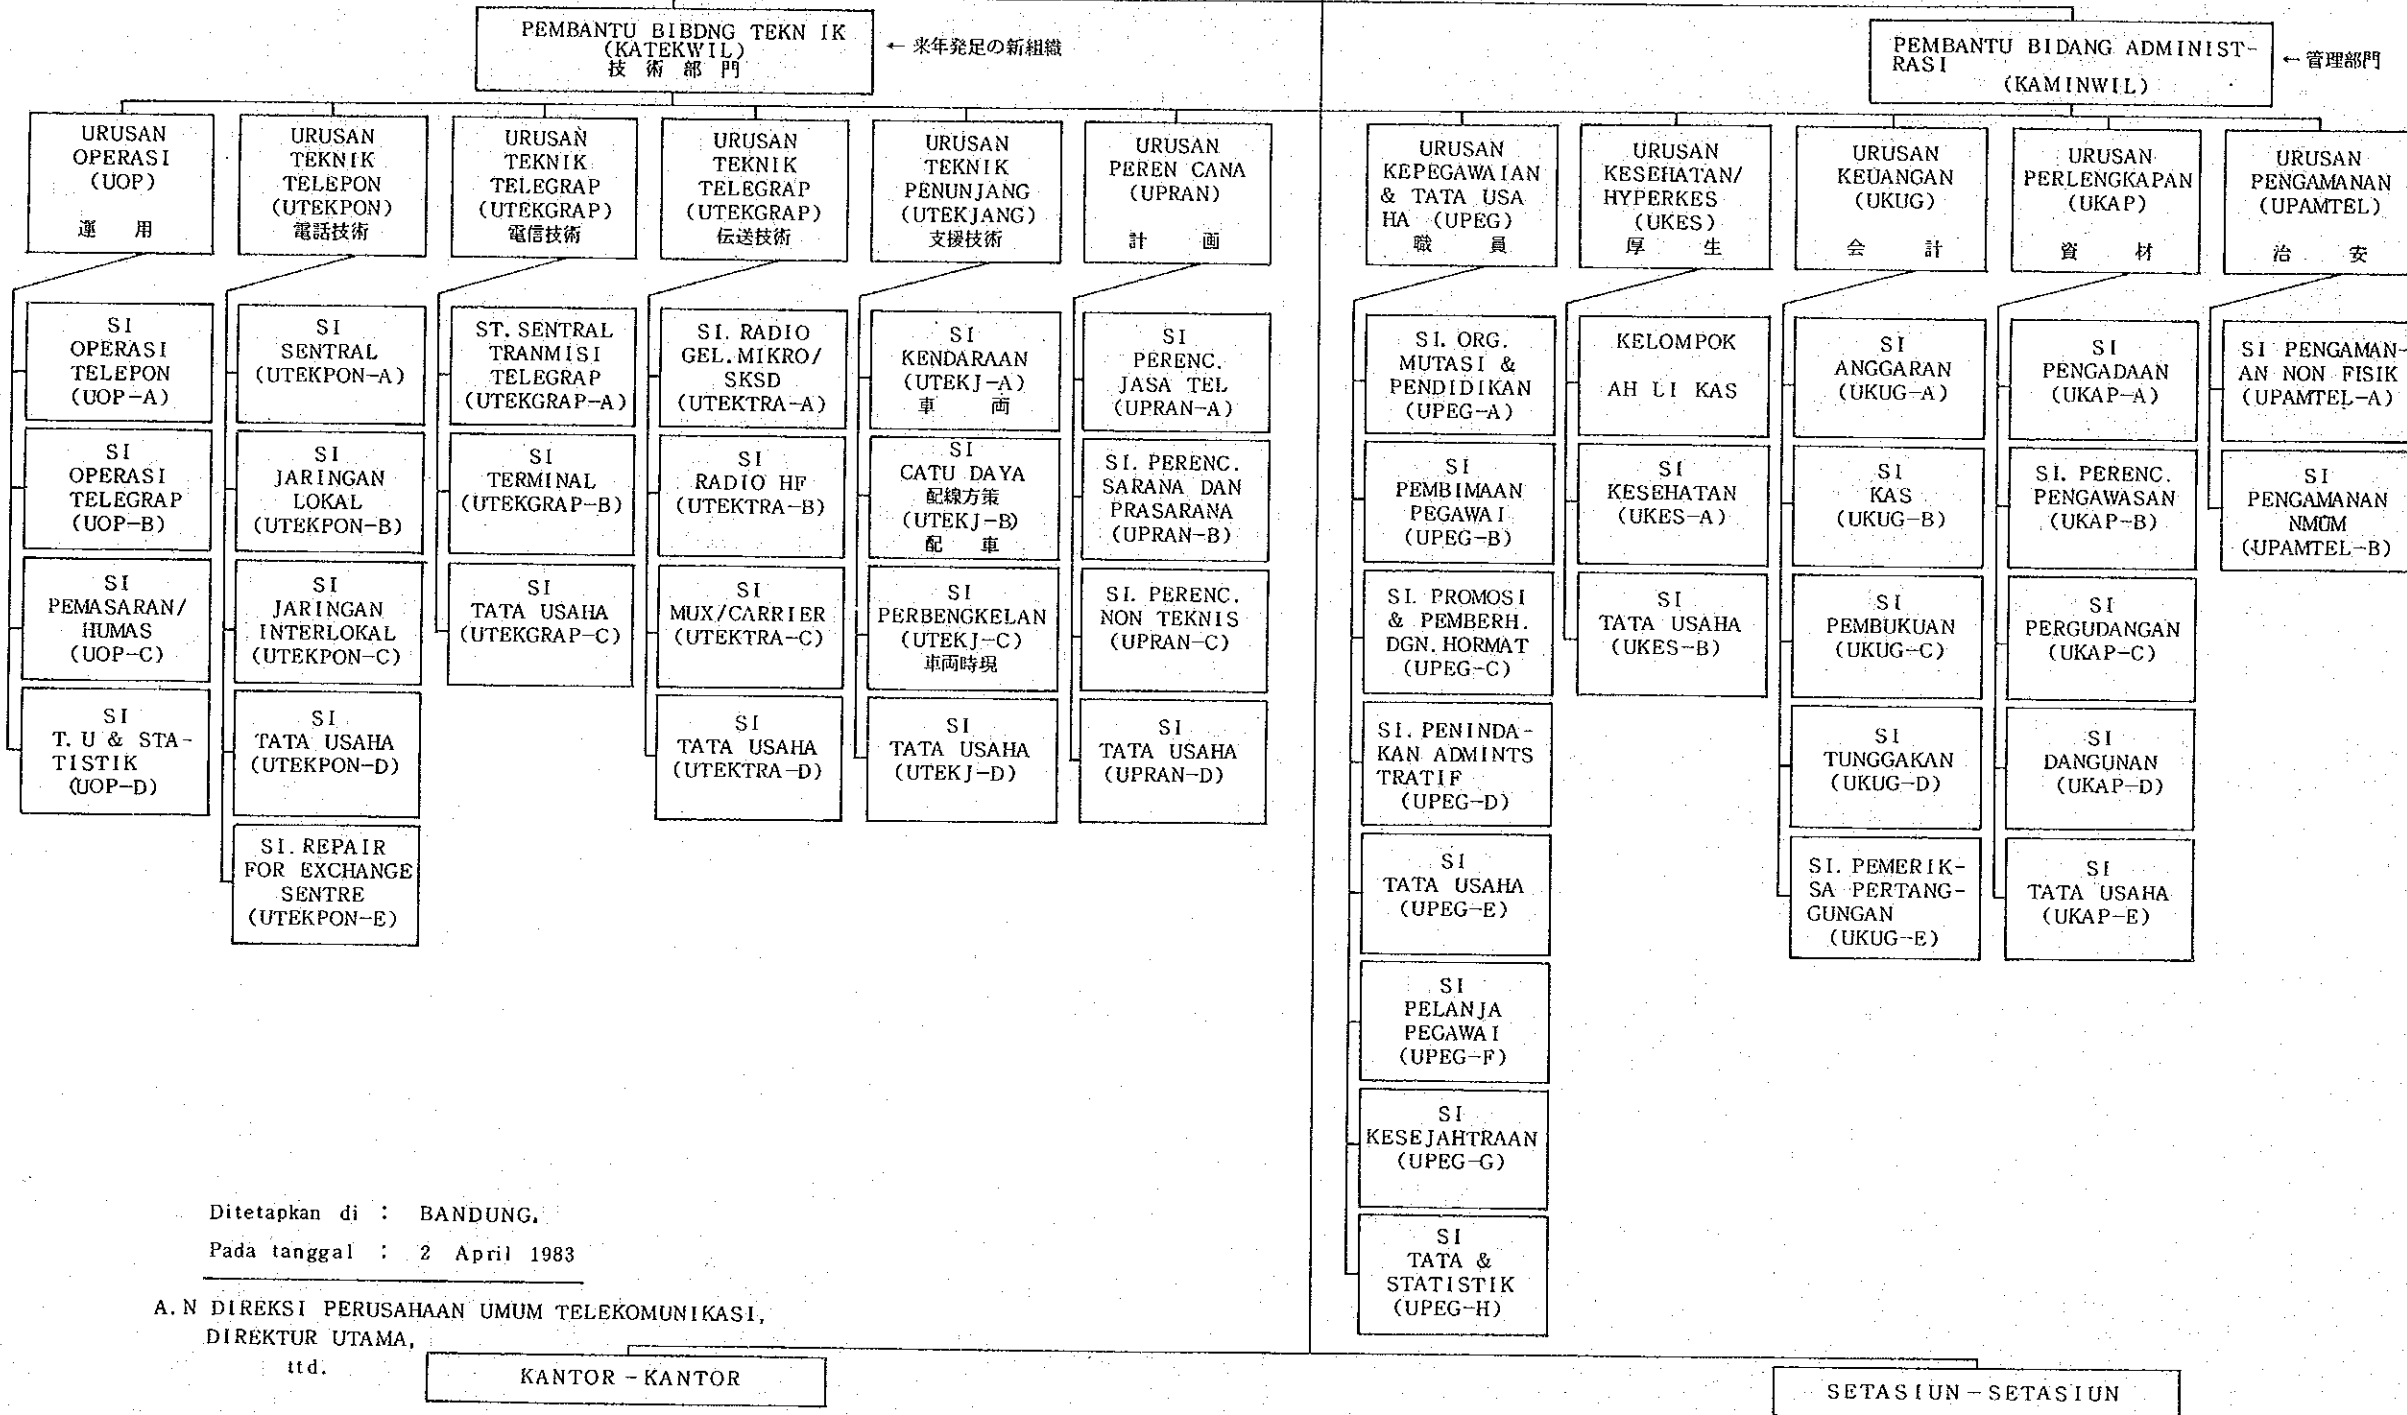 PEMBANTU BIBDNG TEKN IK
(KATEKWIL)
技術部門
← 来年発足の新組織
PEMBANTU BIDANG ADMINIST-
RASI
(KAMINWIL)
← 管理部門
URUSAN
OPERASI
(UOP)
運用
URUSAN
TEKNIK
TELEPON
(UTEKPON)
電話技術
URUSAN
TEKNIK
TELEGRAP
(UTEKGRAP)
電信技術
URUSAN
TEKNIK
TELEGRAP
(UTEKGRAP)
伝送技術
URUSAN
TEKNIK
PENUNJANG
(UTEKJANG)
支援技術
URUSAN
PEREN CANA
(UPRAN)
計画
URUSAN
KEPEGAWAIAN
& TATA USA
HA (UPEG)
職員
URUSAN
KESEHATAN/
HYPERKES
(UKES)
厚生
URUSAN
KEUANGAN
(UKUG)
会計
URUSAN
PERLENGKAPAN
(UKAP)
資材
URUSAN
PENGAMANAN
(UPAMTEL)
治安
SI
OPERASI
TELEPON
(UOP-A)
SI
OPERASI
TELEGRAP
(UOP-B)
SI
PEMASARAN/
HUMAS
(UOP-C)
SI
T. U & STA-
TISTIK
(UOP-D)
SI
SENTRAL
(UTEKPON-A)
SI
JARINGAN
LOKAL
(UTEKPON-B)
SI
JARINGAN
INTERLOKAL
(UTEKPON-C)
SI
TATA USAHA
(UTEKPON-D)
SI. REPAIR
FOR EXCHANGE
SENTRE
(UTEKPON-E)
ST. SENTRAL
TRANMISI
TELEGRAP
(UTEKGRAP-A)
SI
TERMINAL
(UTEKGRAP-B)
SI
TATA USAHA
(UTEKGRAP-C)
SI. RADIO
GEL. MIKRO/
SKSD
(UTEKTRA-A)
SI
RADIO HF
(UTEKTRA-B)
SI
MUX/CARRIER
(UTEKTRA-C)
SI
TATA USAHA
(UTEKTRA-D)
SI
KENDARAAN
(UTEKJ-A)
車両
SI
CATU DAYA
配線方策
(UTEKJ-B)
配車
SI
PERBENGKELAN
(UTEKJ-C)
車両時現
SI
TATA USAHA
(UTEKJ-D)
SI
PERENC.
JASA TEL
(UPRAN-A)
SI. PERENC.
SARANA DAN
PRASARANA
(UPRAN-B)
SI. PERENC.
NON TEKNIS
(UPRAN-C)
SI
TATA USAHA
(UPRAN-D)
SI. ORG.
MUTASI &
PENDIDIKAN
(UPEG-A)
SI
PEMBIMAAN
PEGAWAI
(UPEG-B)
SI. PROMOSI
& PEMBERH.
DGN. HORMAT
(UPEG-C)
SI. PENINDA-
KAN ADMINTS
TRATIF
(UPEG-D)
SI
TATA USAHA
(UPEG-E)
SI
PELANJA
PEGAWAI
(UPEG-F)
SI
KESEJAHTRAAN
(UPEG-G)
SI
TATA &
STATISTIK
(UPEG-H)
KELOMPOK
AH LI KAS
SI
KESEHATAN
(UKES-A)
SI
TATA USAHA
(UKES-B)
SI
ANGGARAN
(UKUG-A)
SI
KAS
(UKUG-B)
SI
PEMBUKUAN
(UKUG-C)
SI
TUNGGAKAN
(UKUG-D)
SI. PEMERIK-
SA PERTANG-
GUNGAN
(UKUG-E)
SI
PENGADAAN
(UKAP-A)
SI. PERENC.
PENGAWASAN
(UKAP-B)
SI
PERGUDANGAN
(UKAP-C)
SI
DANGUNAN
(UKAP-D)
SI
TATA USAHA
(UKAP-E)
SI PENGAMAN-
AN NON FISIK
(UPAMTEL-A)
SI
PENGAMANAN
NMUM
(UPAMTEL-B)
Ditetapkan di : BANDUNG.
Pada tanggal : 2 April 1983
A. N DIREKSI PERUSAHAAN UMUM TELEKOMUNIKASI,
DIREKTUR UTAMA,
ttd.
KANTOR - KANTOR
SETASIUN - SETASIUN